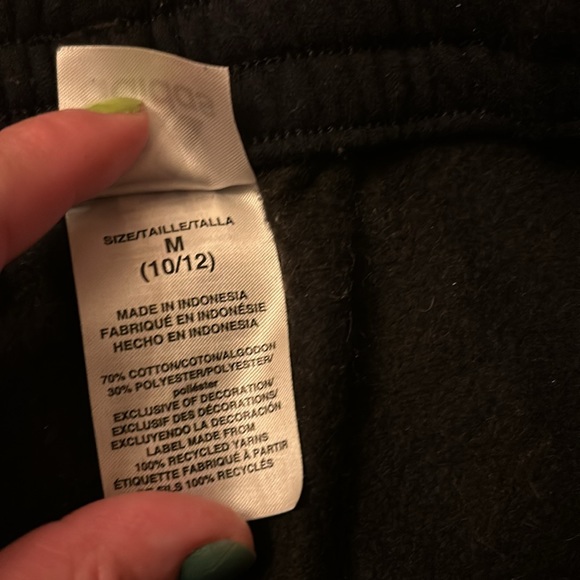 SIZE/TAILLE/TALLA
M
(10/12)
MADE IN INDONESIA
FABRIQUÉ EN INDONÉSIE
HECHO EN INDONESIA
70% COTTON/COTON/ALGODON
30% POLYESTER/POLYESTER/
poliéster
EXCLUSIVE OF DECORATION/
EXCLUSIF DES DÉCORATIONS/
EXCLUYENDO LA DECORACIÓN
LABEL MADE FROM
100% RECYCLED YARNS
ÉTIQUETTE FABRIQUÉ À PARTIR
FILS 100% RECYCLÉS